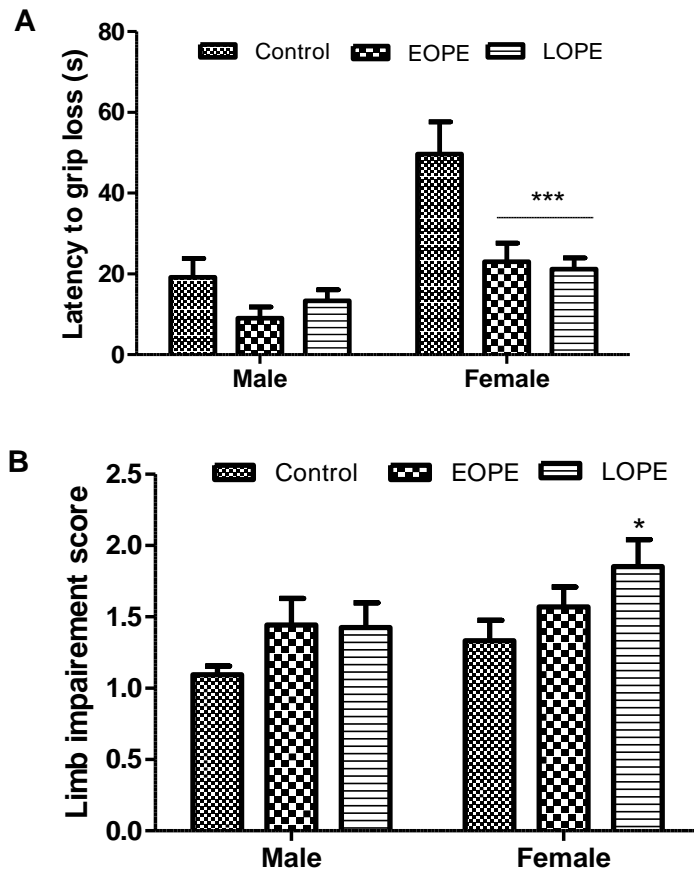 A
Latency to grip loss (s)
80
60
40
20
0
Control EOPE LOPE
***
Male Female
B
Limb impairement score
2.5
2.0
1.5
1.0
0.5
0.0
Control EOPE LOPE
*
Male Female